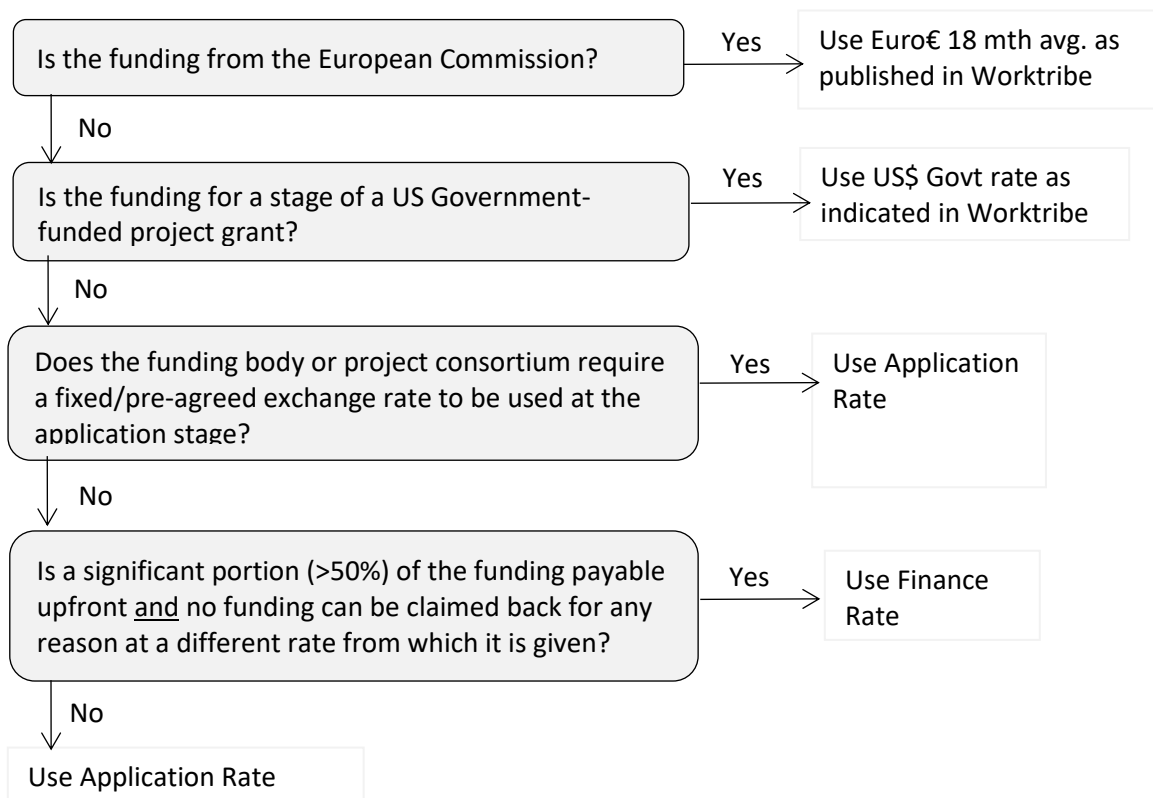 Is the funding from the European Commission?
Yes
Use Euro€ 18 mth avg. as
published in Worktribe
No
Is the funding for a stage of a US Government-
funded project grant?
Yes
Use US$ Govt rate as
indicated in Worktribe
No
Does the funding body or project consortium require
a fixed/pre-agreed exchange rate to be used at the
application stage?
Yes
Use Application
Rate
No
Is a significant portion (>50%) of the funding payable
upfront and no funding can be claimed back for any
reason at a different rate from which it is given?
Yes
Use Finance
Rate
No
Use Application Rate